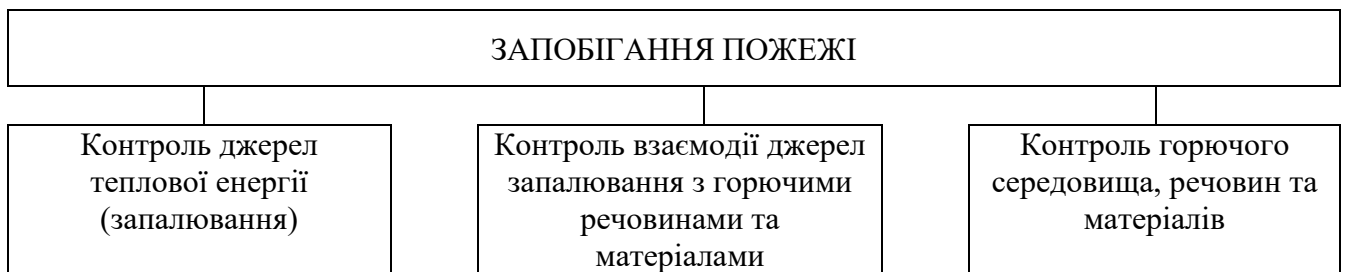 ЗАПОБІГАННЯ ПОЖЕЖІ
Контроль джерел
теплової енергії
(запалювання)
Контроль взаємодії джерел
запалювання з горючими
речовинами та
матеріалами
Контроль горючого
середовища, речовин та
матеріалів